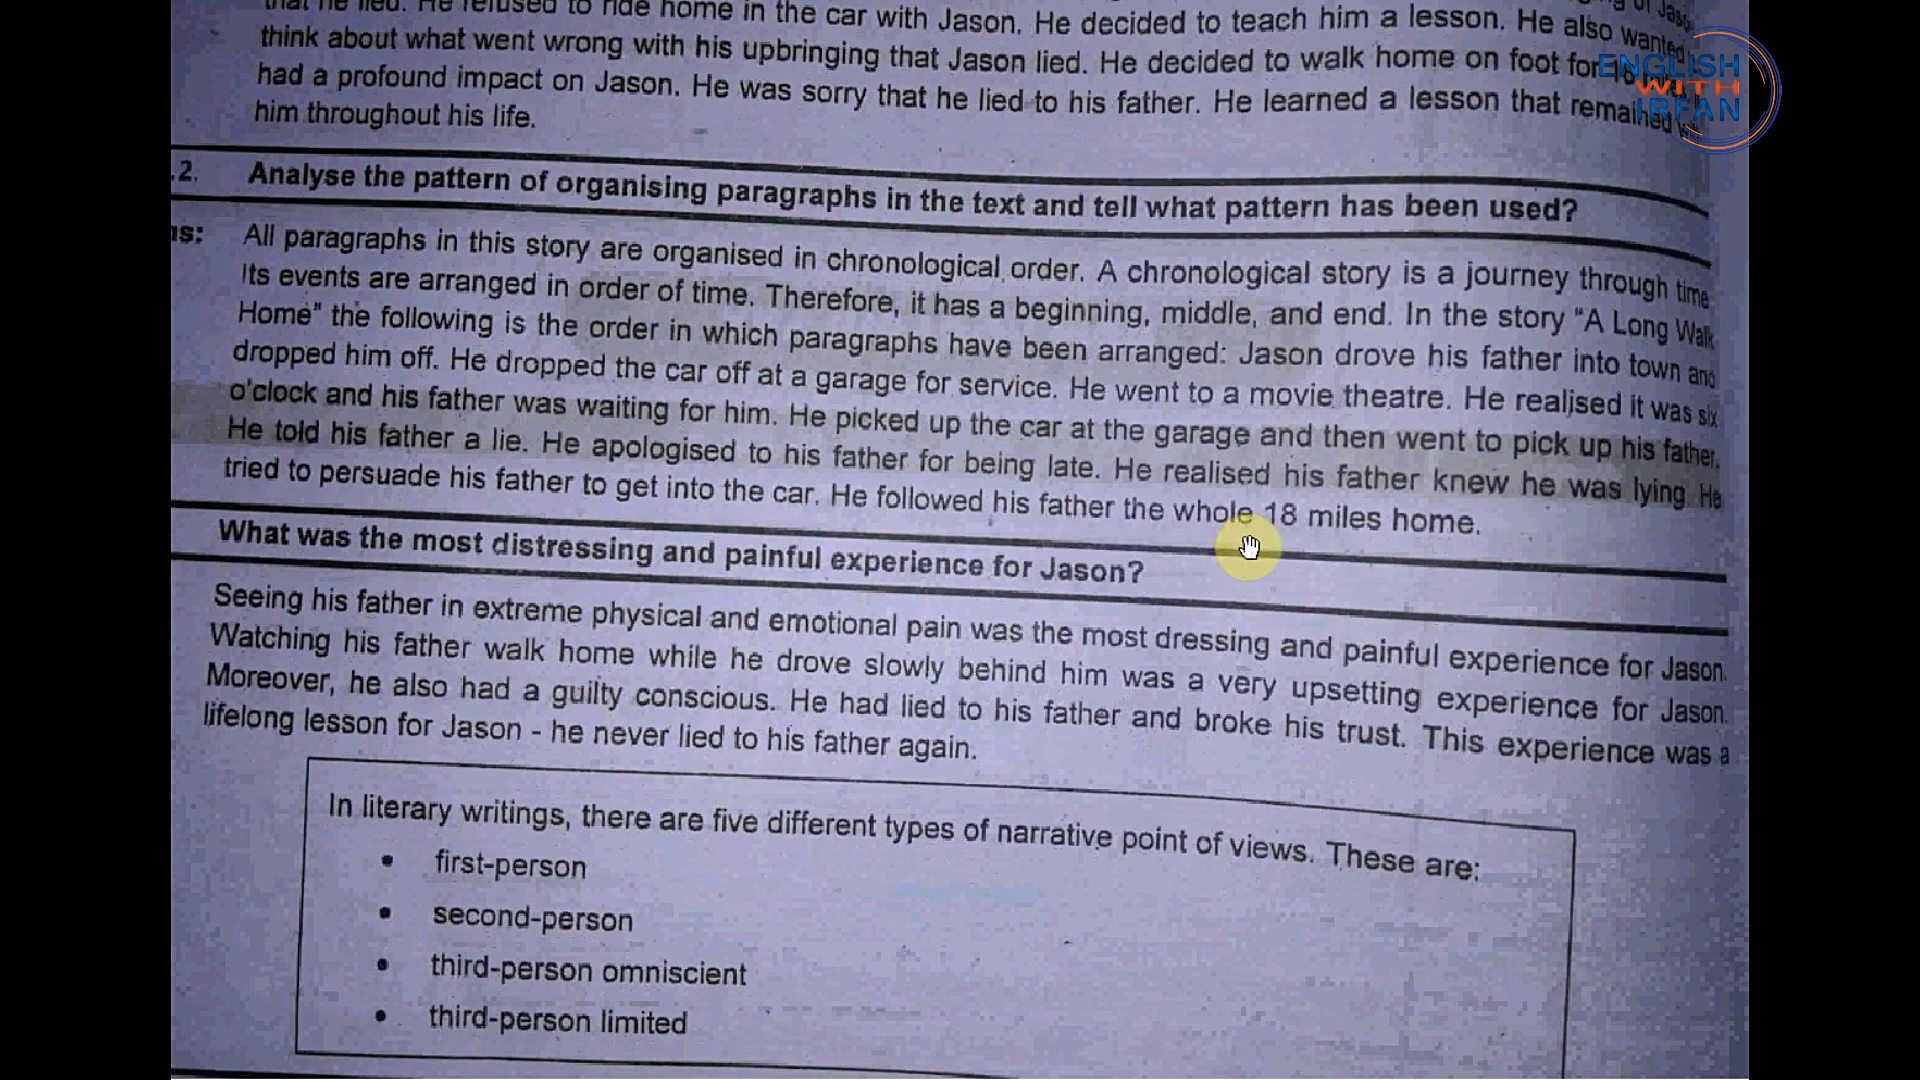 that he lied. He refused to ride home in the car with Jason. He decided to teach him a lesson. He also wanted
think about what went wrong with his upbringing that Jason lied. He decided to walk home on foot for 18
had a profound impact on Jason. He was sorry that he lied to his father. He learned a lesson that remained
him throughout his life.
ENGLISH
WITH
IRFAN
.2. Analyse the pattern of organising paragraphs in the text and tell what pattern has been used?
ns: All paragraphs in this story are organised in chronological order. A chronological story is a journey through time
Its events are arranged in order of time. Therefore, it has a beginning, middle, and end. In the story "A Long Walk
Home" the following is the order in which paragraphs have been arranged: Jason drove his father into town and
dropped him off. He dropped the car off at a garage for service. He went to a movie theatre. He realised it was six
o'clock and his father was waiting for him. He picked up the car at the garage and then went to pick up his father.
He told his father a lie. He apologised to his father for being late. He realised his father knew he was lying. He
tried to persuade his father to get into the car. He followed his father the whole 18 miles home.
What was the most distressing and painful experience for Jason?
Seeing his father in extreme physical and emotional pain was the most dressing and painful experience for Jason.
Watching his father walk home while he drove slowly behind him was a very upsetting experience for Jason.
Moreover, he also had a guilty conscious. He had lied to his father and broke his trust. This experience was a
lifelong lesson for Jason - he never lied to his father again.
In literary writings, there are five different types of narrative point of views. These are:
• first-person
• second-person
• third-person omniscient
• third-person limited